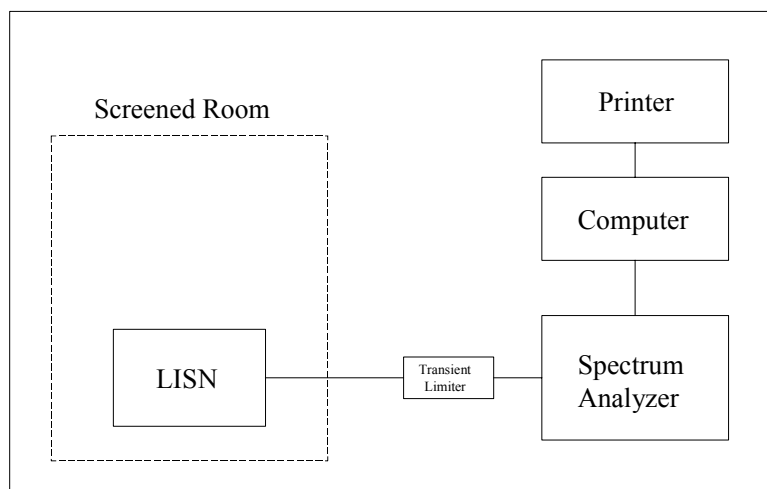 Screened Room
Printer
Computer
LISN
Transient
Limiter
Spectrum
Analyzer